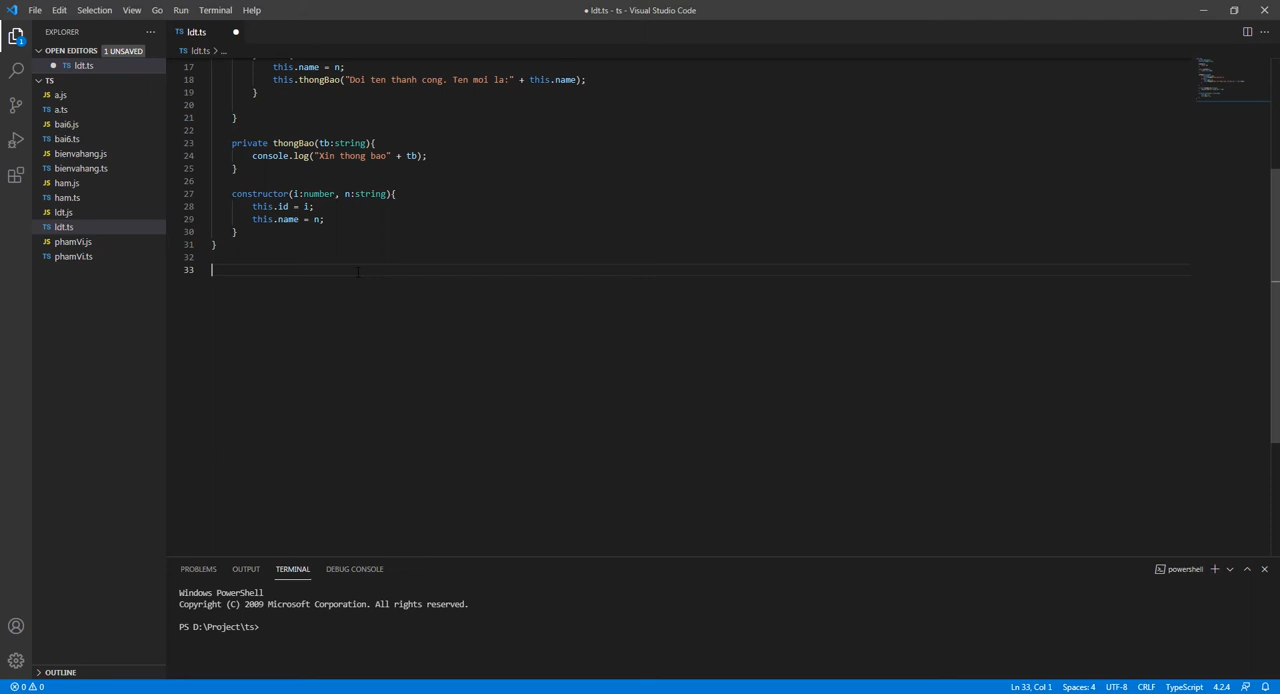 File Edit Selection View Go Run Terminal Help
● ldt.ts - ts - Visual Studio Code
EXPLORER
OPEN EDITORS 1 UNSAVED
TS ldt.ts
TS
JS a.js
TS a.ts
JS bai6.js
TS bai6.ts
JS bienvahang.js
TS bienvahang.ts
JS ham.js
TS ham.ts
JS ldt.js
TS ldt.ts
JS phamVi.js
TS phamVi.ts
OUTLINE
1
TS ldt.ts ●
TS ldt.ts > ...
17 this.name = n;
18 this.thongBao("Doi ten thanh cong. Ten moi la:" + this.name);
19 }
20
21 }
22
23 private thongBao(tb:string){
24 console.log("Xin thong bao" + tb);
25 }
26
27 constructor(i:number, n:string){
28 this.id = i;
29 this.name = n;
30 }
31 }
32
33
PROBLEMS OUTPUT TERMINAL DEBUG CONSOLE
powershell
Windows PowerShell
Copyright (C) 2009 Microsoft Corporation. All rights reserved.
PS D:\Project\ts>
0 0
Ln 33, Col 1 Spaces: 4 UTF-8 CRLF TypeScript 4.2.4